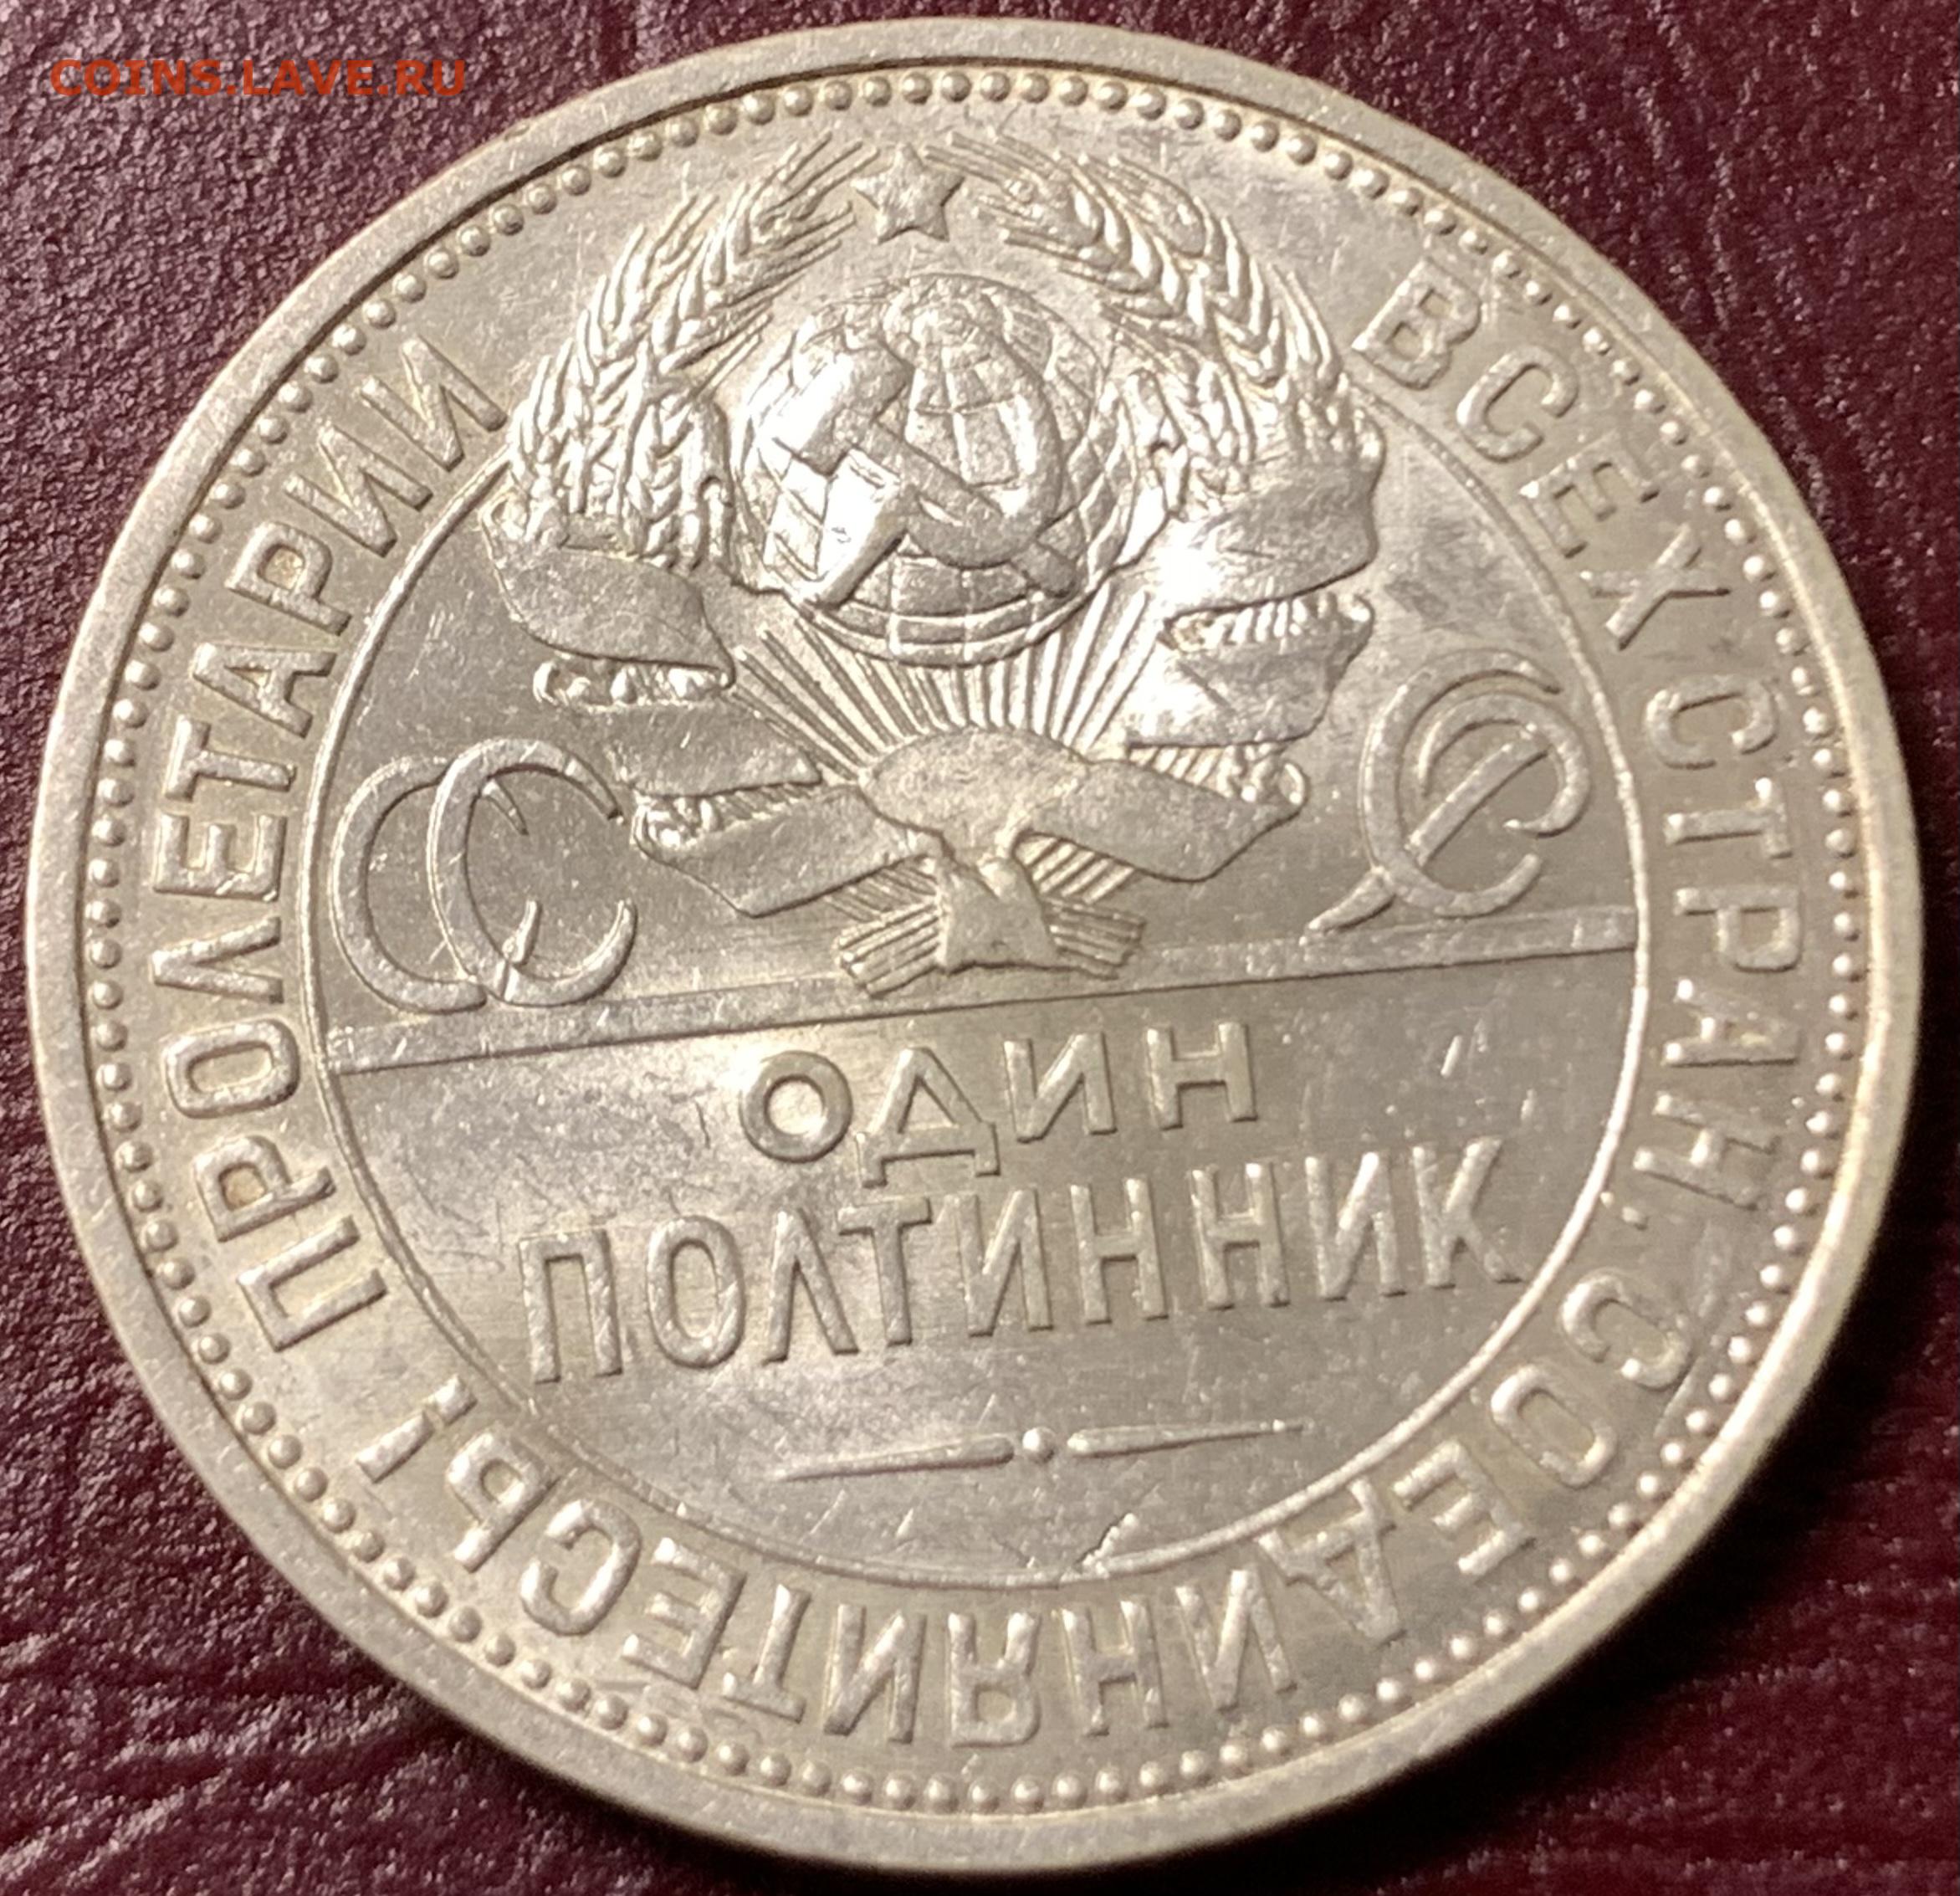 COINS.LAVE.RU
ПРОЛЕТАРИИ ВСЕХ СТРАН, СОЕДИНЯЙТЕСЬ!
СССР
ОДИН
ПОЛТИННИК